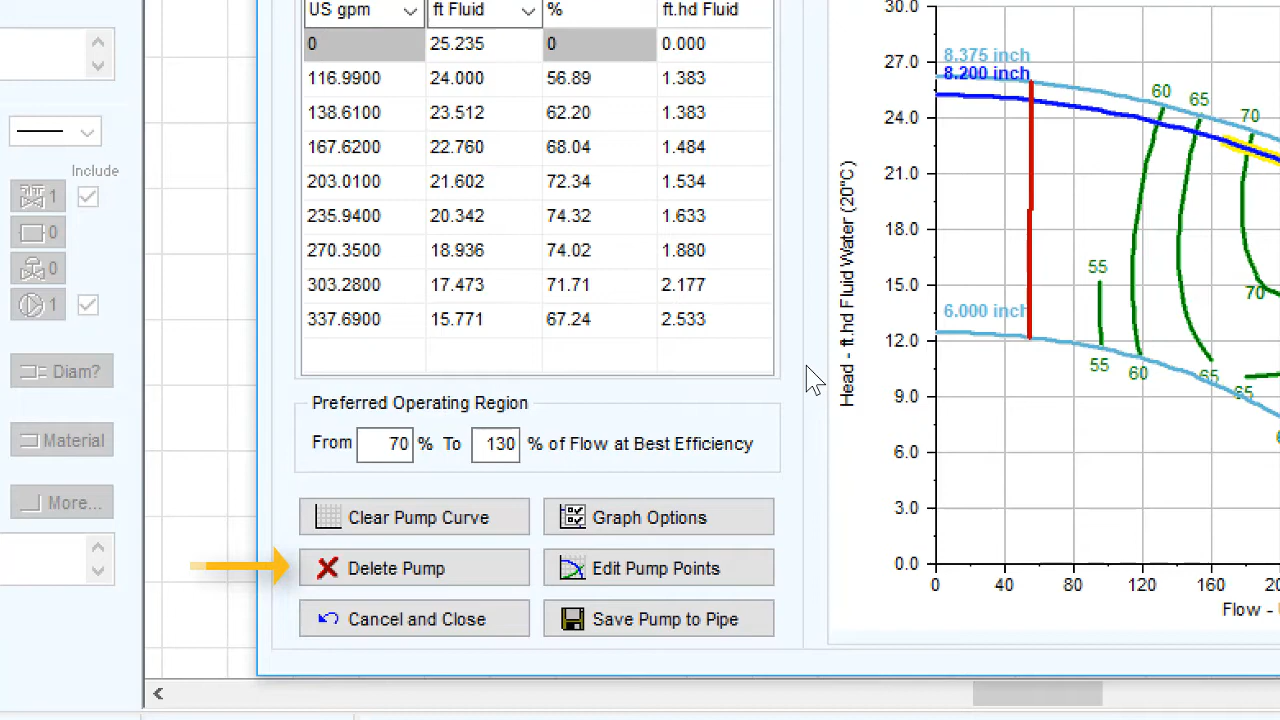 US gpm ft Fluid % ft.hd Fluid
0 25.235 0 0.000
116.9900 24.000 56.89 1.383
138.6100 23.512 62.20 1.383
167.6200 22.760 68.04 1.484
203.0100 21.602 72.34 1.534
235.9400 20.342 74.32 1.633
270.3500 18.936 74.02 1.880
303.2800 17.473 71.71 2.177
337.6900 15.771 67.24 2.533
Include
1
0
0
1
Diam?
Material
More...
Preferred Operating Region
From 70 % To 130 % of Flow at Best Efficiency
Clear Pump Curve Graph Options
Delete Pump Edit Pump Points
Cancel and Close Save Pump to Pipe
Head - ft.hd Fluid Water (20°C)
30.0
27.0
24.0
21.0
18.0
15.0
12.0
9.0
6.0
3.0
0.0
8.375 inch
8.200 inch
6.000 inch
60 65 70
55
70
55 60 65 65
0 40 80 120 160
Flow -